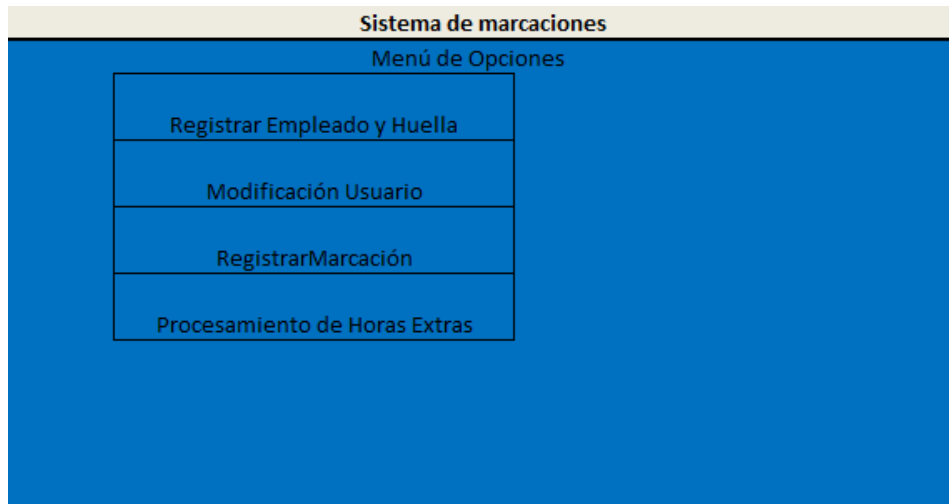 Sistema de marcaciones
Menú de Opciones
Registrar Empleado y Huella
Modificación Usuario
RegistrarMarcación
Procesamiento de Horas Extras